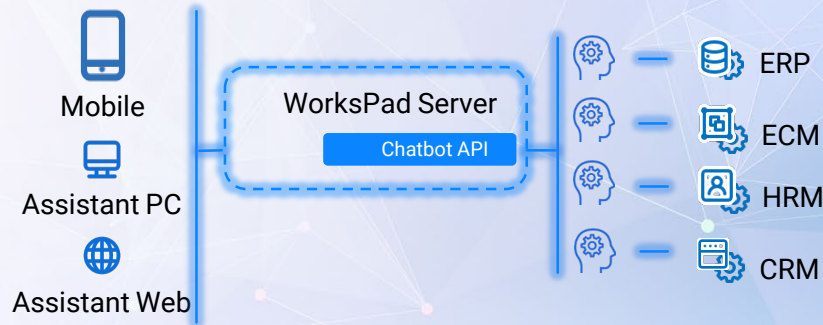 Mobile
Assistant PC
Assistant Web
WorksPad Server
Chatbot API
ERP
ECM
HRM
CRM